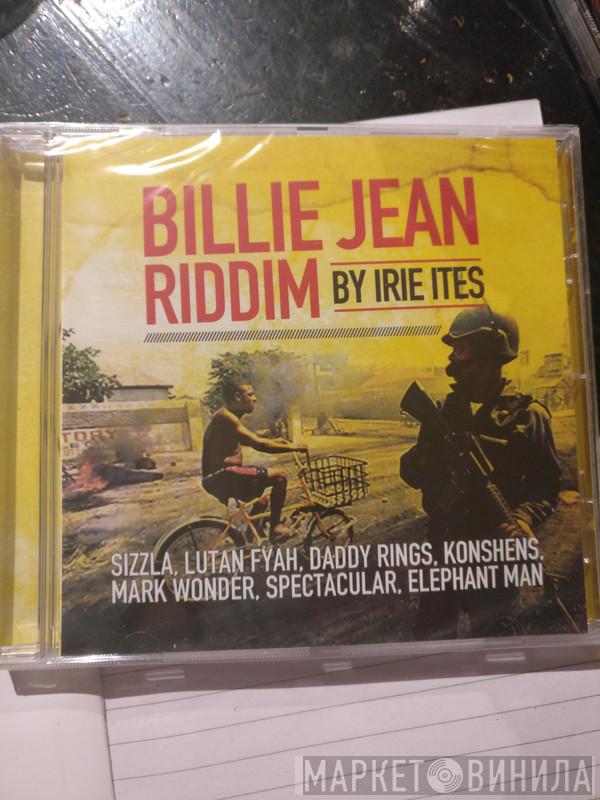 BILLIE JEAN
RIDDIM BY IRIE ITES
TORY
SIZZLA, LUTAN FYAH, DADDY RINGS, KONSHENS,
MARK WONDER, SPECTACULAR, ELEPHANT MAN
МАРКЕТ ВИНИЛА